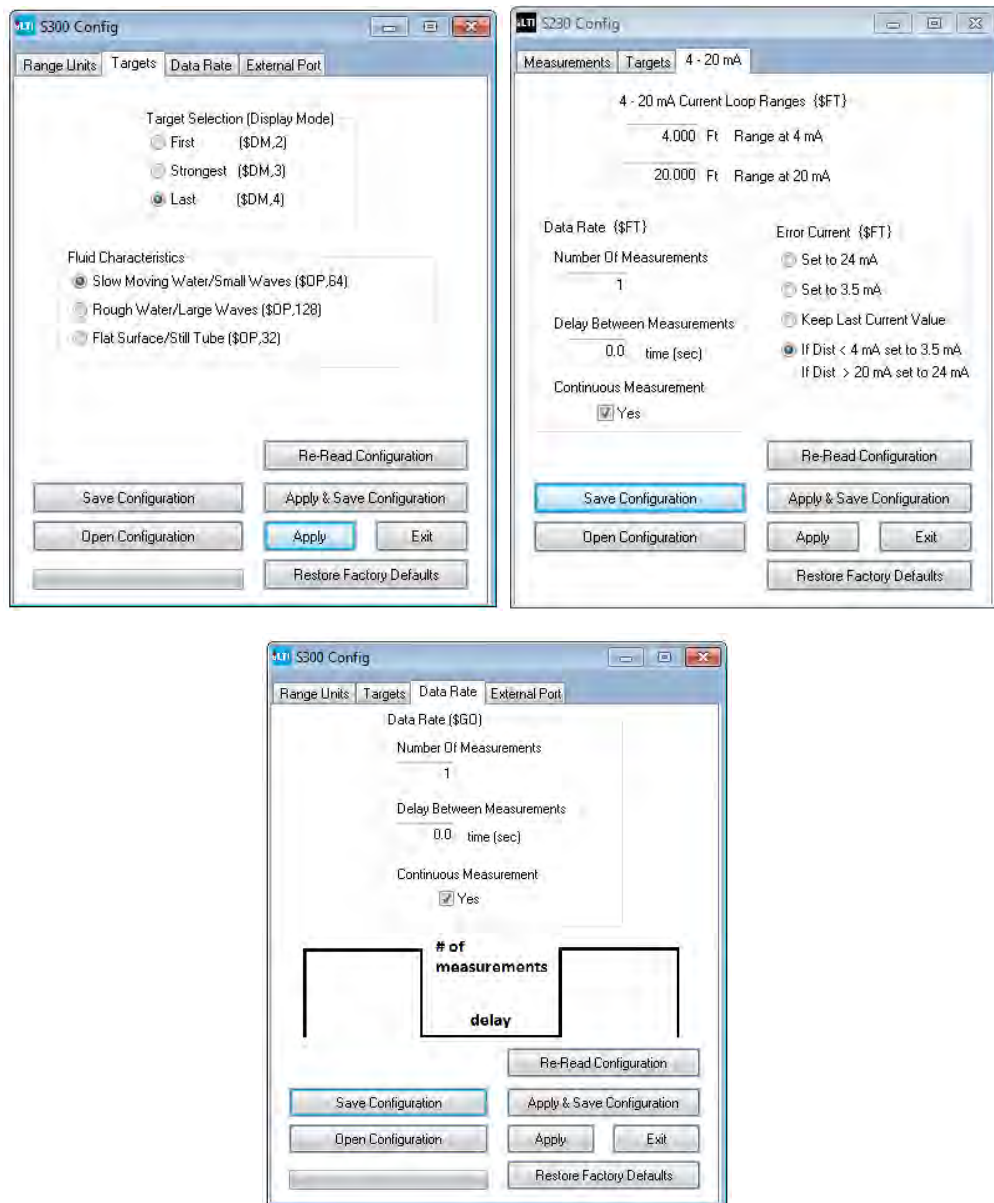 LTI S300 Config
Range Units Targets Data Rate External Port
Target Selection (Display Mode)
First ($DM,2)
Strongest ($DM,3)
Last ($DM,4)
Fluid Characteristics
Slow Moving Water/Small Waves ($OP,64)
Rough Water/Large Waves ($OP,128)
Flat Surface/Still Tube ($OP,32)
Re-Read Configuration
Save Configuration Apply & Save Configuration
Open Configuration Apply Exit
Restore Factory Defaults
LTI S230 Config
Measurements Targets 4 - 20 mA
4 - 20 mA Current Loop Ranges {$FT}
4.000 Ft Range at 4 mA
20.000 Ft Range at 20 mA
Data Rate {$FT}
Number Of Measurements
1
Delay Between Measurements
0.0 time (sec)
Continuous Measurement
Yes
Error Current {$FT}
Set to 24 mA
Set to 3.5 mA
Keep Last Current Value
If Dist < 4 mA set to 3.5 mA
If Dist > 20 mA set to 24 mA
Re-Read Configuration
Save Configuration Apply & Save Configuration
Open Configuration Apply Exit
Restore Factory Defaults
LTI S300 Config
Range Units Targets Data Rate External Port
Data Rate ($GO)
Number Of Measurements
1
Delay Between Measurements
0.0 time (sec)
Continuous Measurement
Yes
# of
measurements
delay
Re-Read Configuration
Save Configuration Apply & Save Configuration
Open Configuration Apply Exit
Restore Factory Defaults